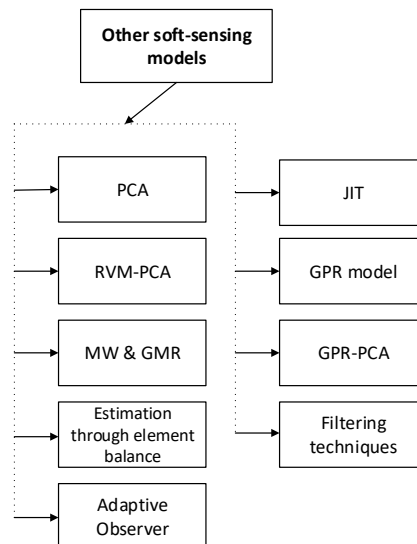 Other soft-sensing
models
PCA
RVM-PCA
MW & GMR
Estimation
through element
balance
Adaptive
Observer
JIT
GPR model
GPR-PCA
Filtering
techniques